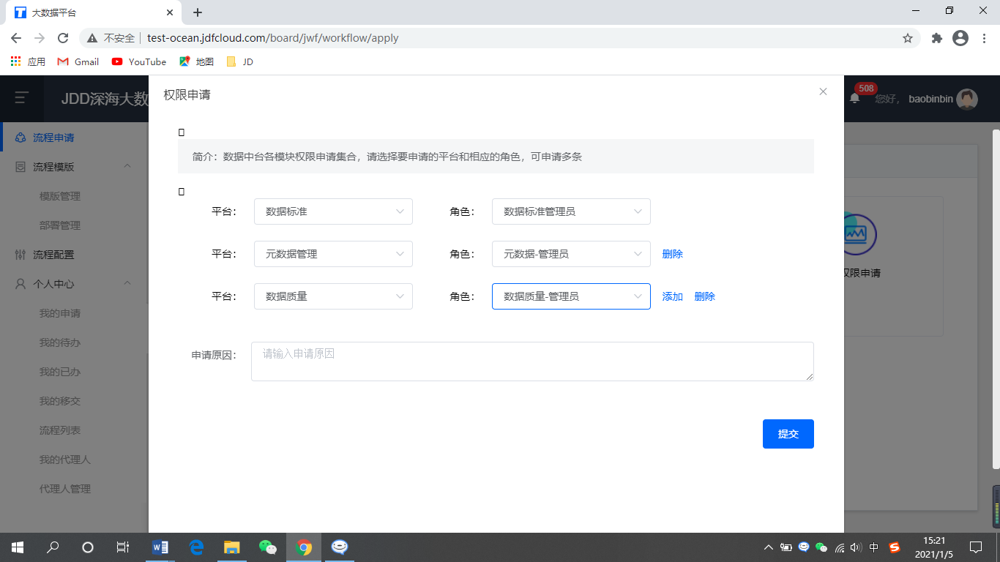 大数据平台
不安全 test-ocean.jdfcloud.com/board/jwf/workflow/apply
应用 Gmail YouTube 地图 JD
JDD深海大数
权限申请
508
您好, baobinbin
流程申请
流程模版
模版管理
部署管理
流程配置
个人中心
我的申请
我的待办
我的已办
我的移交
流程列表
我的代理人
代理人管理
简介：数据中台各模块权限申请集合，请选择要申请的平台和相应的角色，可申请多条
平台： 数据标准 角色： 数据标准管理员
平台： 元数据管理 角色： 元数据-管理员 删除
平台： 数据质量 角色： 数据质量-管理员 添加 删除
申请原因： 请输入申请原因
提交
权限申请
中
15:21
2021/1/5